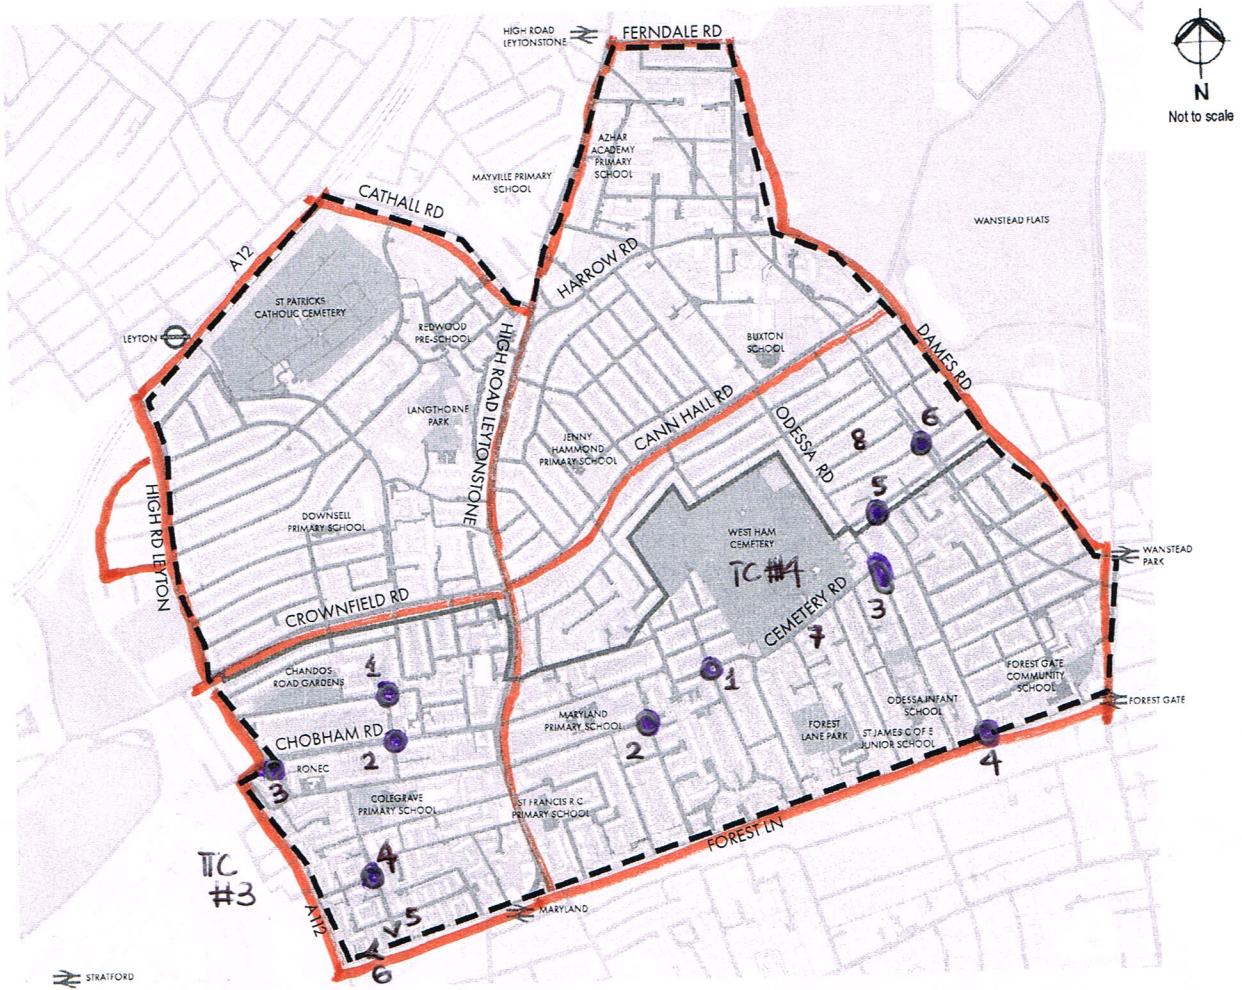 HIGH ROAD
LEYTONSTONE
FERNDALE RD
N
Not to scale
AZHAR
ACADEMY
PRIMARY
SCHOOL
MAYVILLE PRIMARY
SCHOOL
CATHALL RD
WANSTEAD FLATS
A12
HARROW RD
ST PATRICKS
CATHOLIC CEMETERY
LEYTON
REDWOOD
PRE-SCHOOL
HIGH ROAD LEYTONSTONE
BUXTON
SCHOOL
DAMES RD
LANGTHORNE
PARK
CANN HALL RD
ODESSA RD
JENNY
HAMMOND
PRIMARY SCHOOL
8
6
5
HIGH RD LEYTON
DOWNSELL
PRIMARY SCHOOL
WEST HAM
CEMETERY
TC #4
WANSTEAD
PARK
CEMETERY RD
3
7
CROWNFIELD RD
CHANDOS
ROAD GARDENS
1
1
FOREST GATE
COMMUNITY
SCHOOL
FOREST GATE
ODESSA INFANT
SCHOOL
MARYLAND
PRIMARY SCHOOL
2
FOREST
LANE PARK
ST JAMES C OF E
JUNIOR SCHOOL
4
CHOBHAM RD
2
RONEC
3
COLEGRAVE
PRIMARY SCHOOL
ST FRANCIS R C
PRIMARY SCHOOL
FOREST LN
TC
#3
4
A112
5
MARYLAND
6
STRATFORD